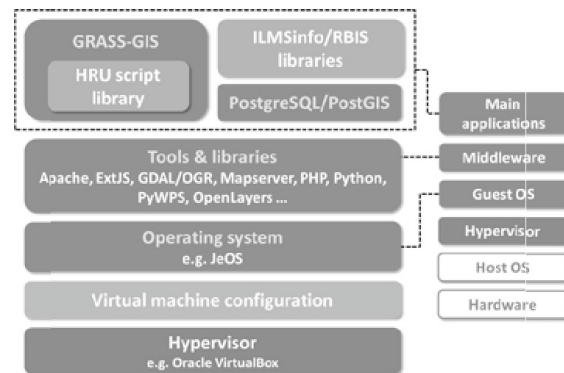 GRASS-GIS
HRU script
library
ILMSinfo/RBIS
libraries
PostgreSQL/PostGIS
Tools & libraries
Apache, ExtJS, GDAL/OGR, Mapserver, PHP, Python,
PyWPS, OpenLayers ...
Operating system
e.g. JeOS
Virtual machine configuration
Hypervisor
e.g. Oracle VirtualBox
Main
applications
Middleware
Guest OS
Hypervisor
Host OS
Hardware